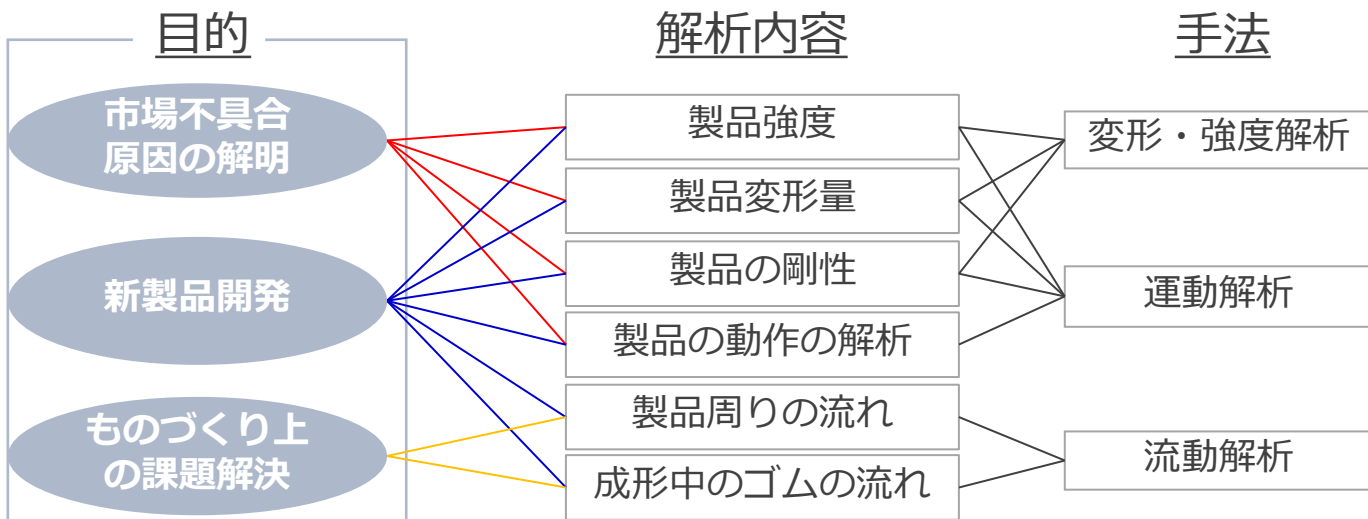 目的
解析内容
手法
市場不具合
原因の解明
新製品開発
ものづくり上
の課題解決
製品強度
製品変形量
製品の剛性
製品の動作の解析
製品周りの流れ
成形中のゴムの流れ
変形・強度解析
運動解析
流動解析